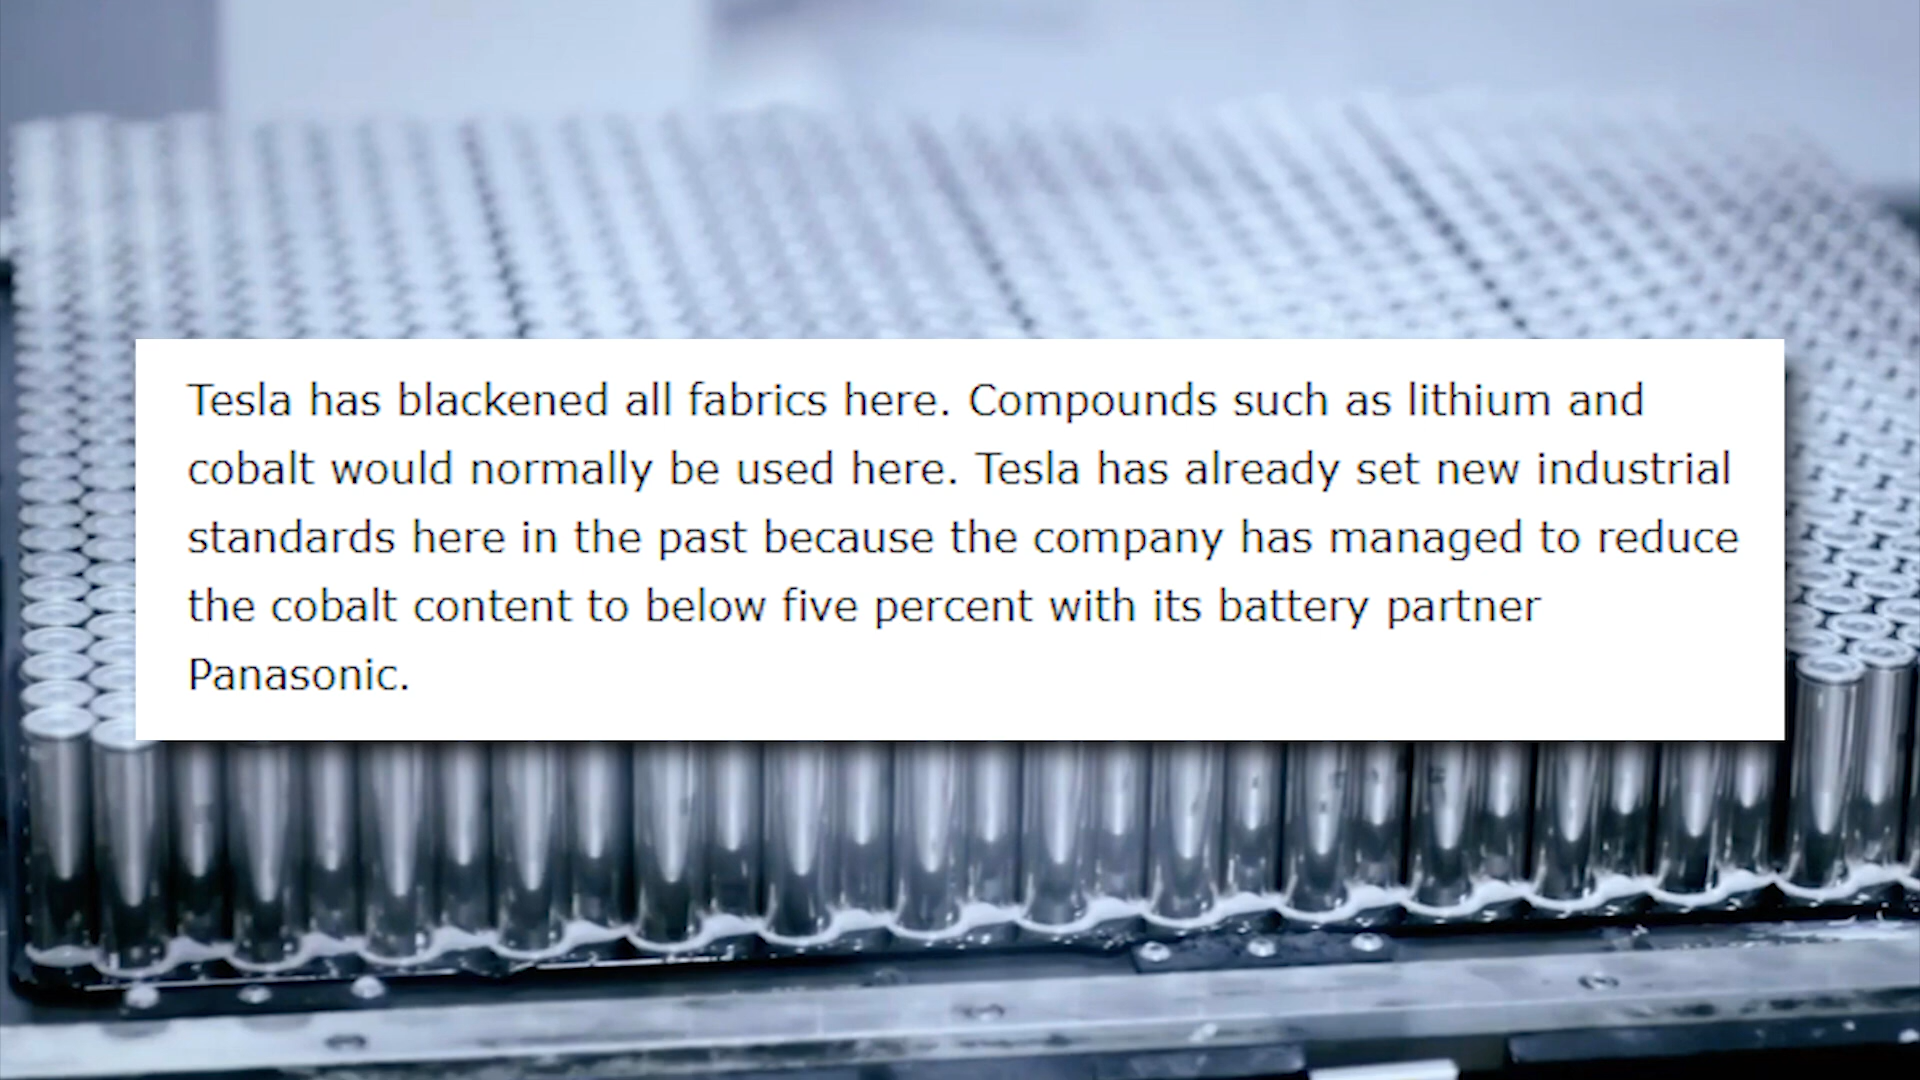 Tesla has blackened all fabrics here. Compounds such as lithium and
cobalt would normally be used here. Tesla has already set new industrial
standards here in the past because the company has managed to reduce
the cobalt content to below five percent with its battery partner
Panasonic.